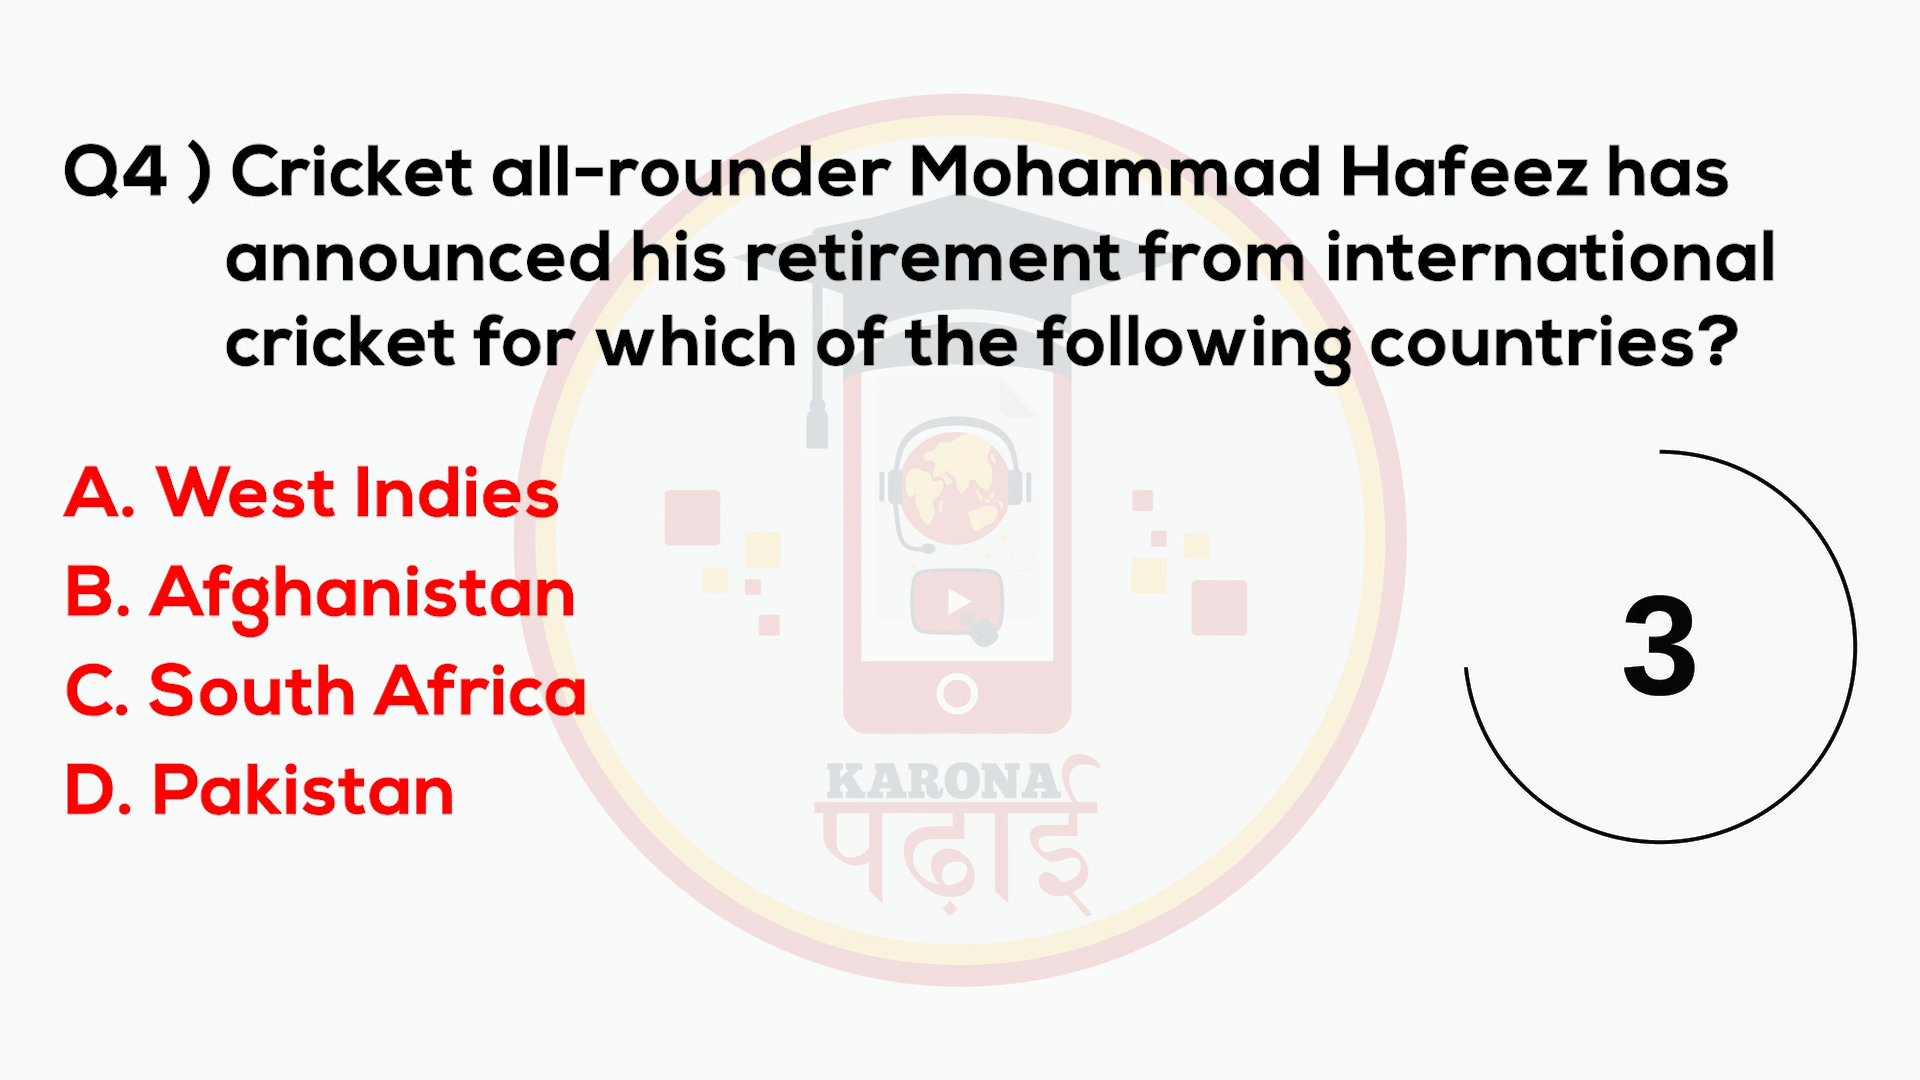 Q4 ) Cricket all-rounder Mohammad Hafeez has
announced his retirement from international
cricket for which of the following countries?
A. West Indies
B. Afghanistan
C. South Africa
D. Pakistan
3
KARONA
पढ़ाई